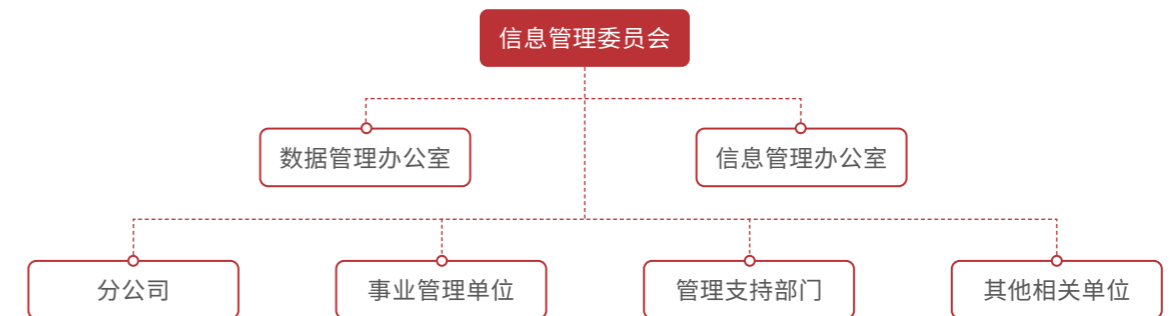 信息管理委员会
数据管理办公室
信息管理办公室
分公司
事业管理单位
管理支持部门
其他相关单位